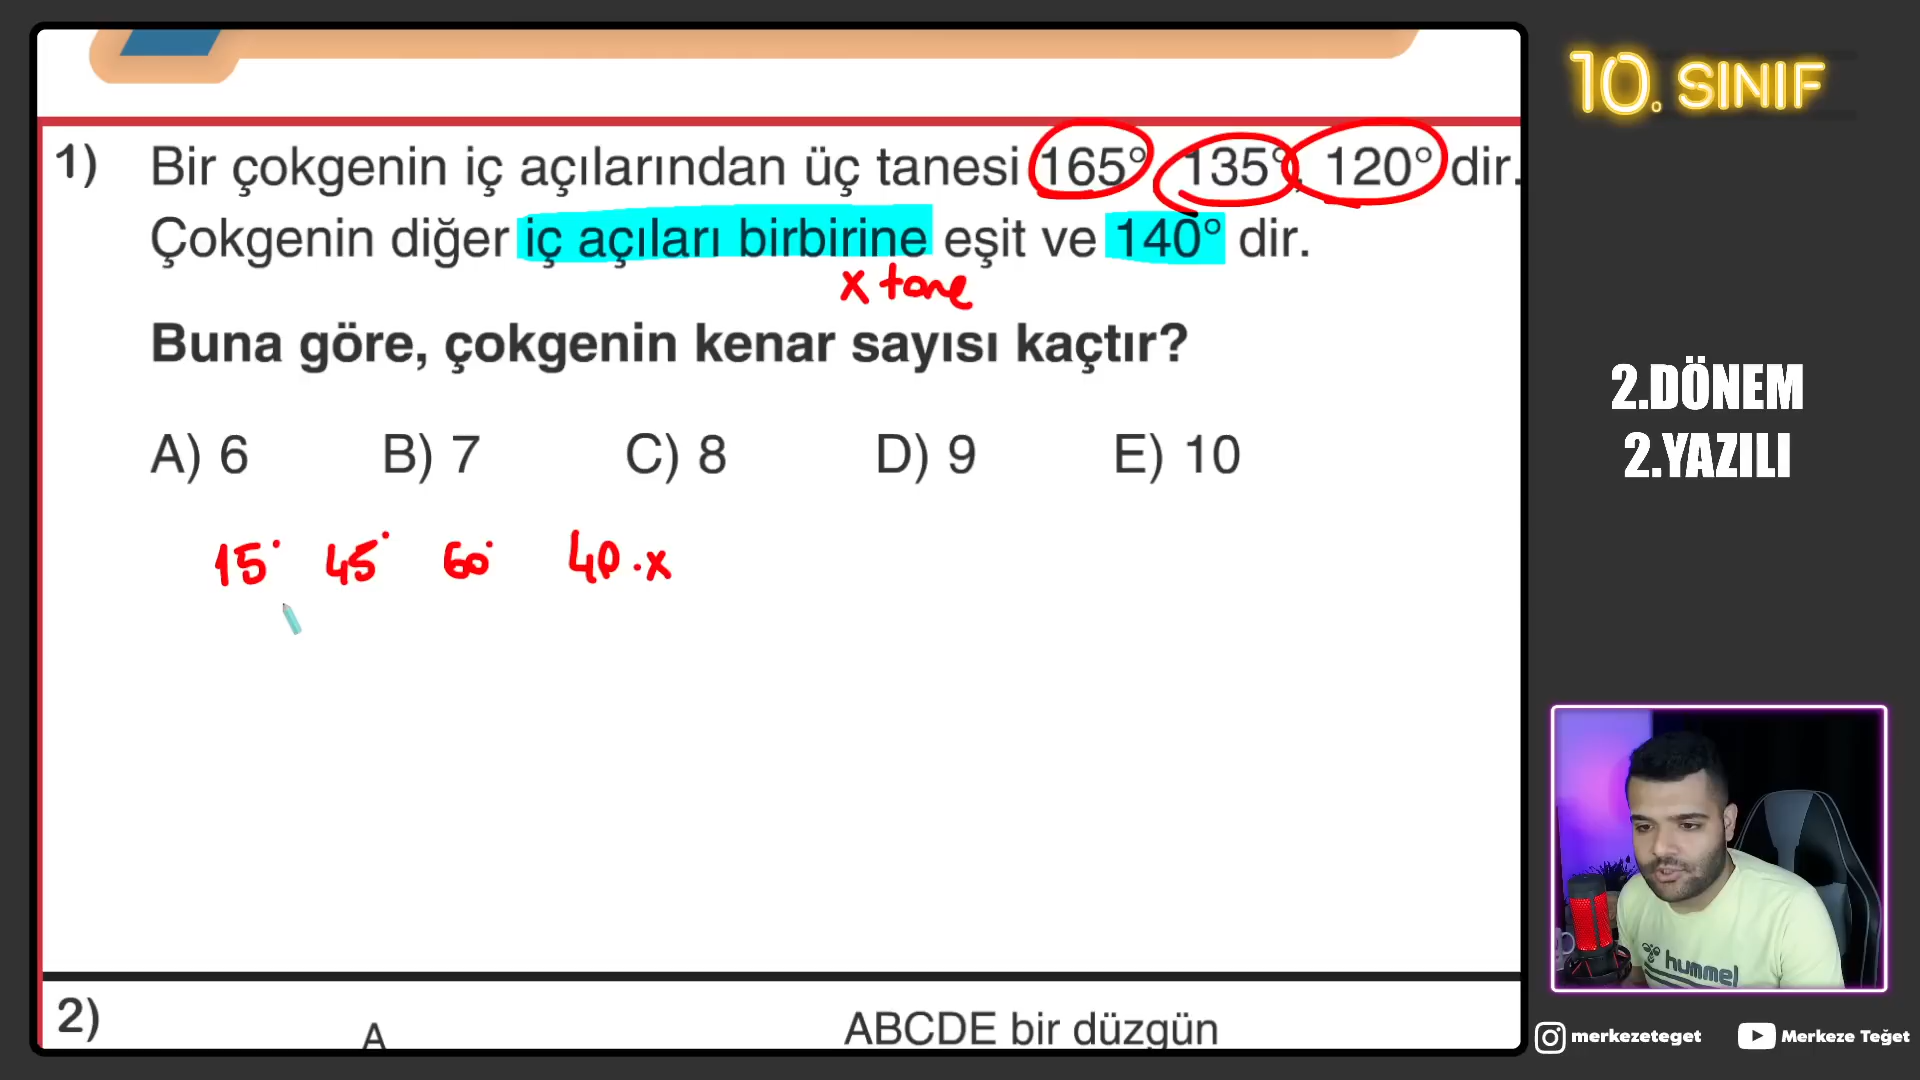 10. SINIF
1) Bir çokgenin iç açılarından üç tanesi 165° 135°, 120° dir.
Çokgenin diğer iç açıları birbirine eşit ve 140° dir.
x tane
Buna göre, çokgenin kenar sayısı kaçtır?
A) 6 B) 7 C) 8 D) 9 E) 10
15° 45° 60° 40.x
2.DÖNEM
2.YAZILI
hummel
2)
A
ABCDE bir düzgün
merkezeteget Merkeze Teğet